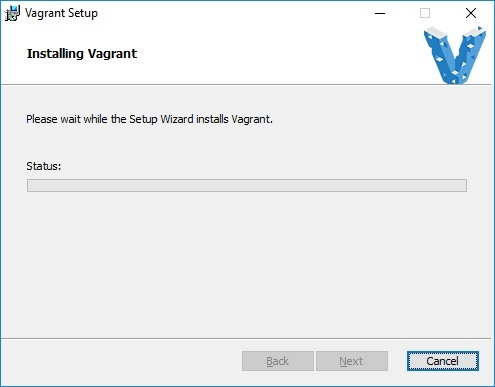 Vagrant Setup
Installing Vagrant
Please wait while the Setup Wizard installs Vagrant.
Status:
Back Next Cancel